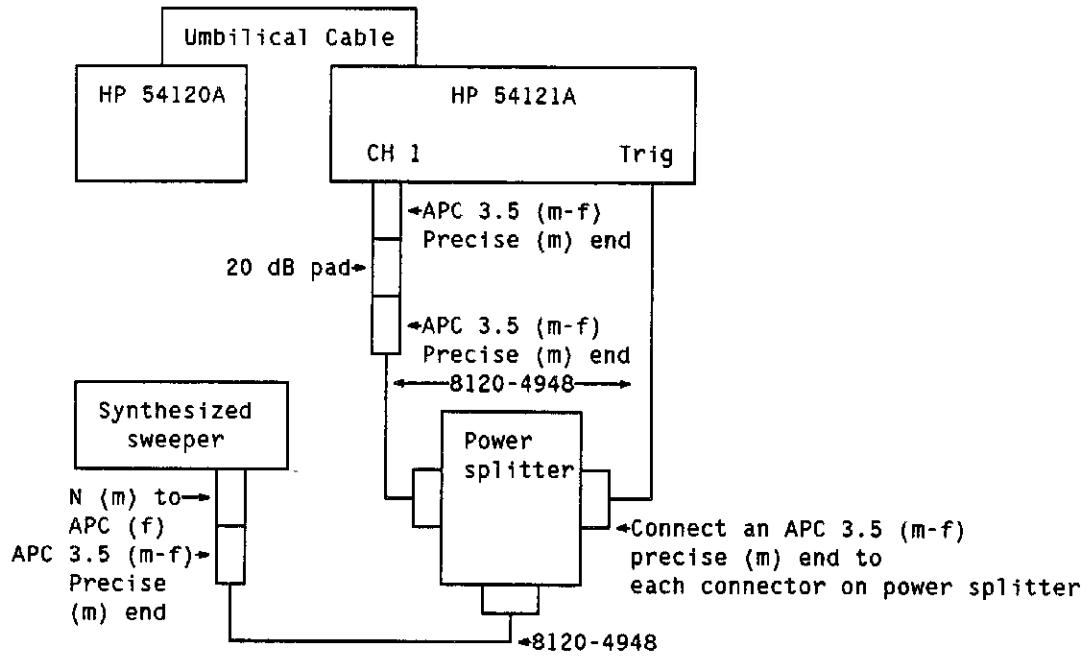 Umbilical Cable
HP 54120A
HP 54121A
CH 1
Trig
APC 3.5 (m-f)
Precise (m) end
20 dB pad
APC 3.5 (m-f)
Precise (m) end
8120-4948
Synthesized
sweeper
Power
splitter
N (m) to
APC (f)
APC 3.5 (m-f)
Precise
(m) end
Connect an APC 3.5 (m-f)
precise (m) end to
each connector on power splitter
8120-4948